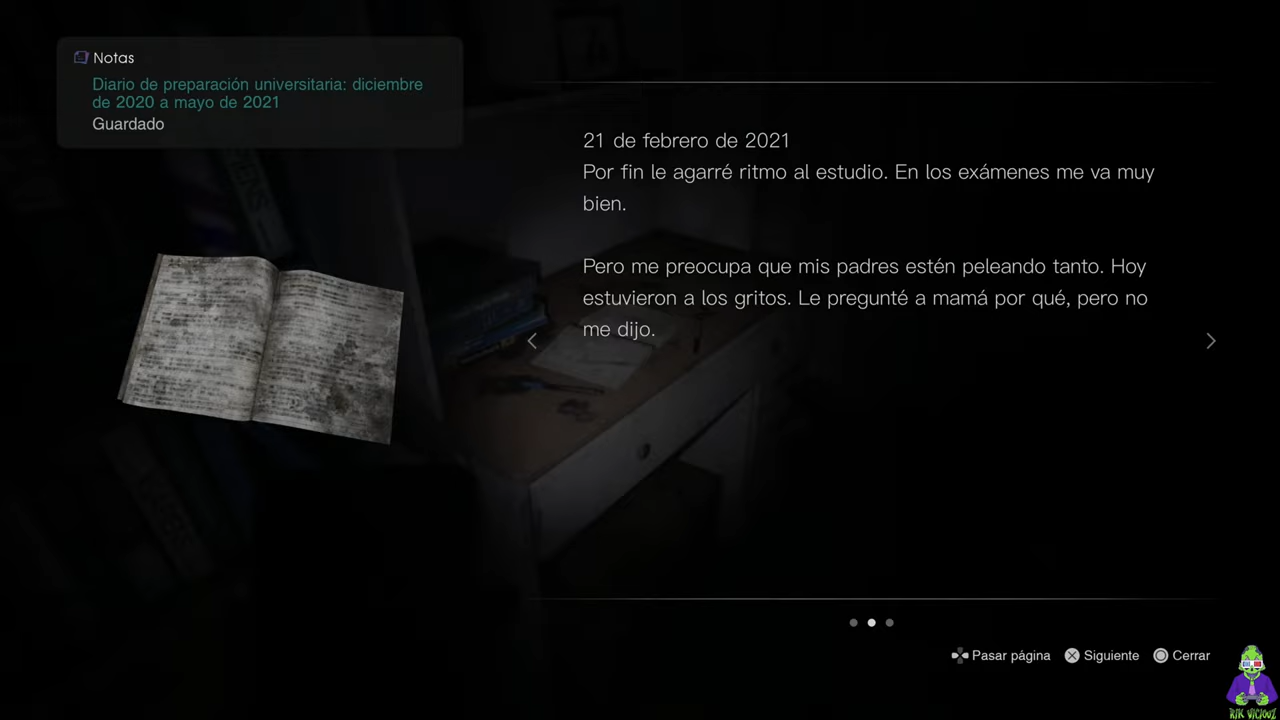 Notas
Diario de preparación universitaria: diciembre
de 2020 a mayo de 2021
Guardado
21 de febrero de 2021
Por fin le agarré ritmo al estudio. En los exámenes me va muy
bien.
Pero me preocupa que mis padres estén peleando tanto. Hoy
estuvieron a los gritos. Le pregunté a mamá por qué, pero no
me dijo.
Pasar página
Siguiente
Cerrar
RIK VICIOUZ